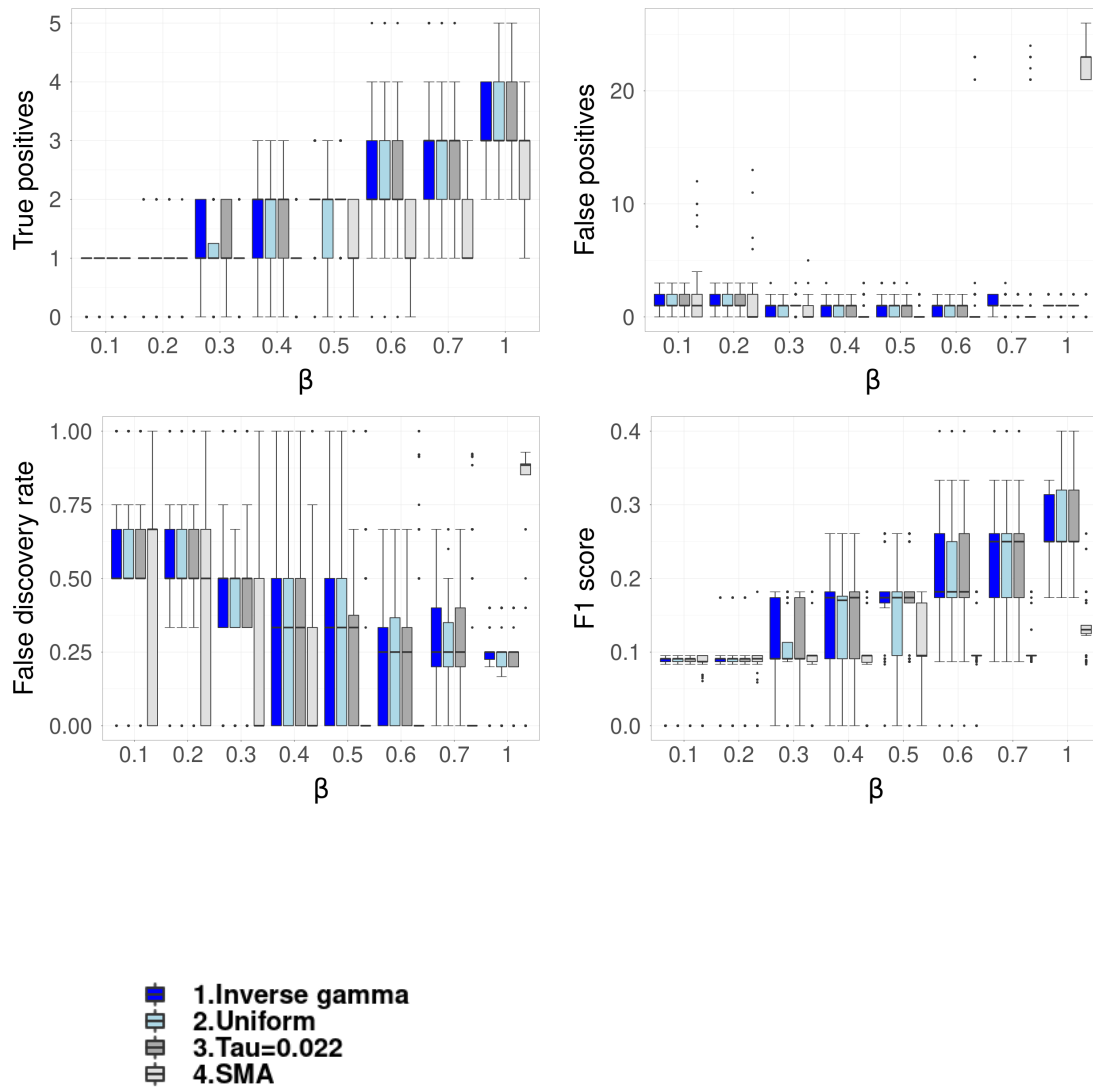 True positives
5
4
3
2
1
0
0.1 0.2 0.3 0.4 0.5 0.6 0.7 1
β
False positives
20
10
0
0.1 0.2 0.3 0.4 0.5 0.6 0.7 1
β
False discovery rate
1.00
0.75
0.50
0.25
0.00
0.1 0.2 0.3 0.4 0.5 0.6 0.7 1
β
F1 score
0.4
0.3
0.2
0.1
0.0
0.1 0.2 0.3 0.4 0.5 0.6 0.7 1
β
1.Inverse gamma
2.Uniform
3.Tau=0.022
4.SMA